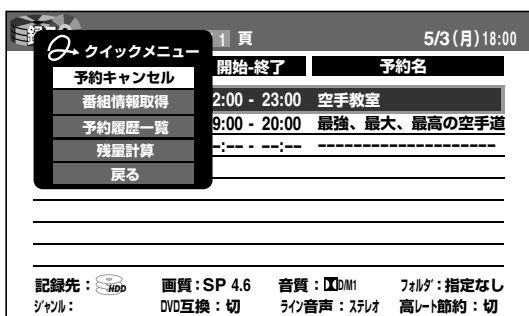 1 頁 5/3(月)18:00
クイックメニュー
予約キャンセル
番組情報取得
予約履歴一覧
残量計算
戻る
開始-終了 予約名
2:00 - 23:00 空手教室
9:00 - 20:00 最強、最大、最高の空手道
-:-- - --:-- --------------------
記録先：HDD 画質：SP 4.6 音質：D/M1 フォルダ：指定なし
ジャンル： DVD互換：切 ライン音声：ステレオ 高レート節約：切